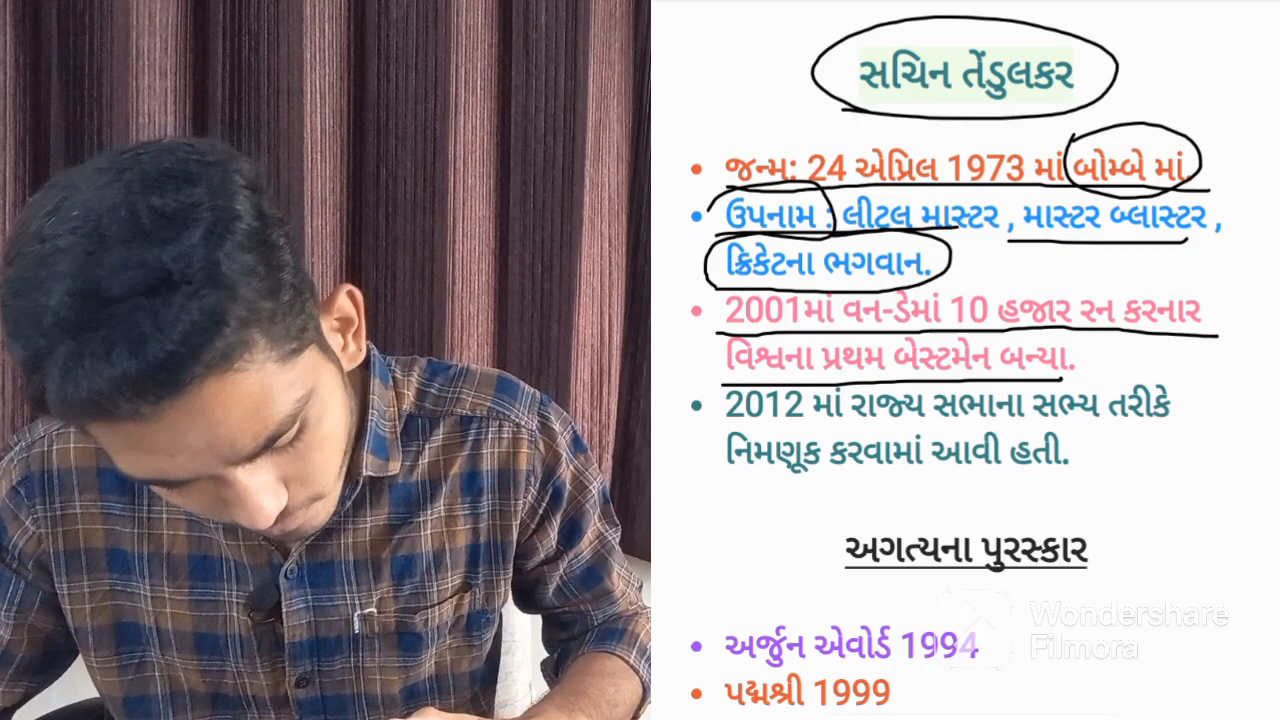 સચિન તેંડુલકર
• જન્મ: 24 એપ્રિલ 1973 માં બોમ્બે માં.
• ઉપનામ : લીટલ માસ્ટર , માસ્ટર બ્લાસ્ટર ,
ક્રિકેટના ભગવાન.
• 2001માં વન-ડેમાં 10 હજાર રન કરનાર
વિશ્વના પ્રથમ બેસ્ટમેન બન્યા.
• 2012 માં રાજ્ય સભાના સભ્ય તરીકે
નિમણૂક કરવામાં આવી હતી.
અગત્યના પુરસ્કાર
Wondershare
Filmora
• અર્જુન એવોર્ડ 1994
• પદ્મશ્રી 1999